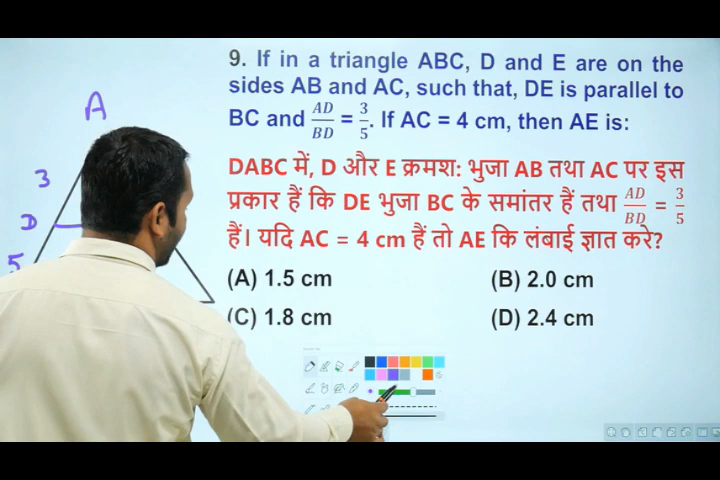 9. If in a triangle ABC, D and E are on the
sides AB and AC, such that, DE is parallel to
BC and AD/BD = 3/5. If AC = 4 cm, then AE is:
DABC में, D और E क्रमश: भुजा AB तथा AC पर इस
प्रकार हैं कि DE भुजा BC के समांतर हैं तथा AD/BD = 3/5
हैं। यदि AC = 4 cm हैं तो AE कि लंबाई ज्ञात करे?
(A) 1.5 cm
(B) 2.0 cm
(C) 1.8 cm
(D) 2.4 cm
A
3
D
5